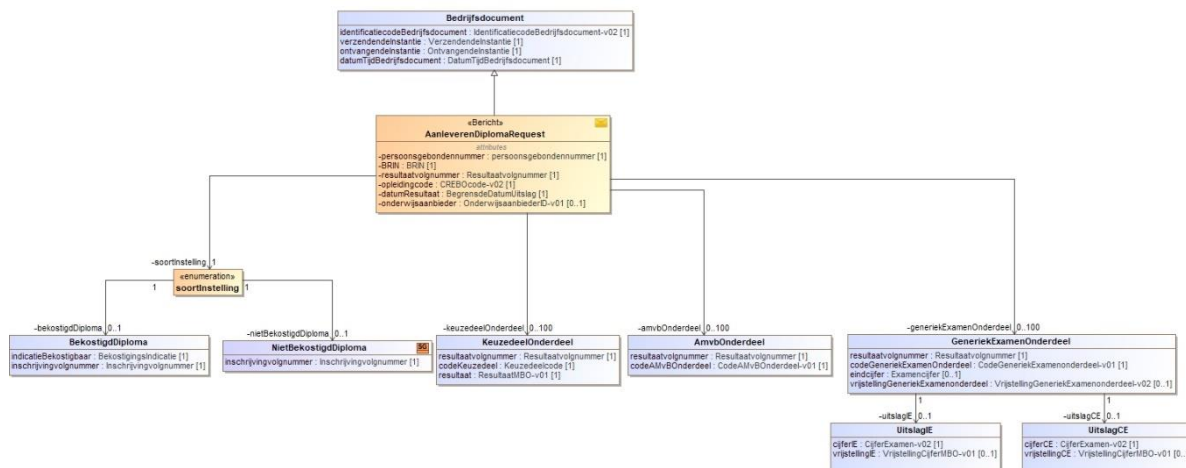 Bedrijfsdocument
identificatiecodeBedrijfsdocument : IdentificatiecodeBedrijfsdocument-v02 [1]
verzendendeInstantie : VerzendendeInstantie [1]
ontvangendeInstantie : OntvangendeInstantie [1]
datumTijdBedrijfsdocument : DatumTijdBedrijfsdocument [1]
«Bericht»
AanleverenDiplomaRequest
attributes
-persoonsgebondennummer : persoonsgebondennummer [1]
-BRIN : BRIN [1]
-resultaatvolgnummer : Resultaatvolgnummer [1]
-opleidingcode : CREBOcode-v02 [1]
-datumResultaat : BegrensdeDatumUitslag [1]
-onderwijsaanbieder : OnderwijsaanbiederID-v01 [0..1]
-soortInstelling 1
«enumeration»
soortInstelling
1 1
-bekostigdDiploma 0..1
BekostigdDiploma
indicatieBekostigbaar : BekostigingsIndicatie [1]
inschrijvingvolgnummer : Inschrijvingvolgnummer [1]
-nietBekostigdDiploma 0..1
NietBekostigdDiploma
SG
inschrijvingvolgnummer : Inschrijvingvolgnummer [1]
-keuzedeelOnderdeel 0..100
KeuzedeelOnderdeel
resultaatvolgnummer : Resultaatvolgnummer [1]
codeKeuzedeel : Keuzedeelcode [1]
resultaat : ResultaatMBO-v01 [1]
-amvbOnderdeel 0..100
AmvbOnderdeel
resultaatvolgnummer : Resultaatvolgnummer [1]
codeAMvBOnderdeel : CodeAMvBOnderdeel-v01 [1]
-generiekExamenOnderdeel 0..100
GeneriekExamenOnderdeel
resultaatvolgnummer : Resultaatvolgnummer [1]
codeGeneriekExamenOnderdeel : CodeGeneriekExamenonderdeel-v01 [1]
eindcijfer : Examencijfer [0..1]
vrijstellingGeneriekExamenonderdeel : VrijstellingGeneriekExamenonderdeel-v02 [0..1]
1 1
-uitslagIE 0..1
UitslagIE
cijferIE : CijferExamen-v02 [1]
vrijstellingIE : VrijstellingCijferMBO-v01 [0..1]
-uitslagCE 0..1
UitslagCE
cijferCE : CijferExamen-v02 [1]
vrijstellingCE : VrijstellingCijferMBO-v01 [0..